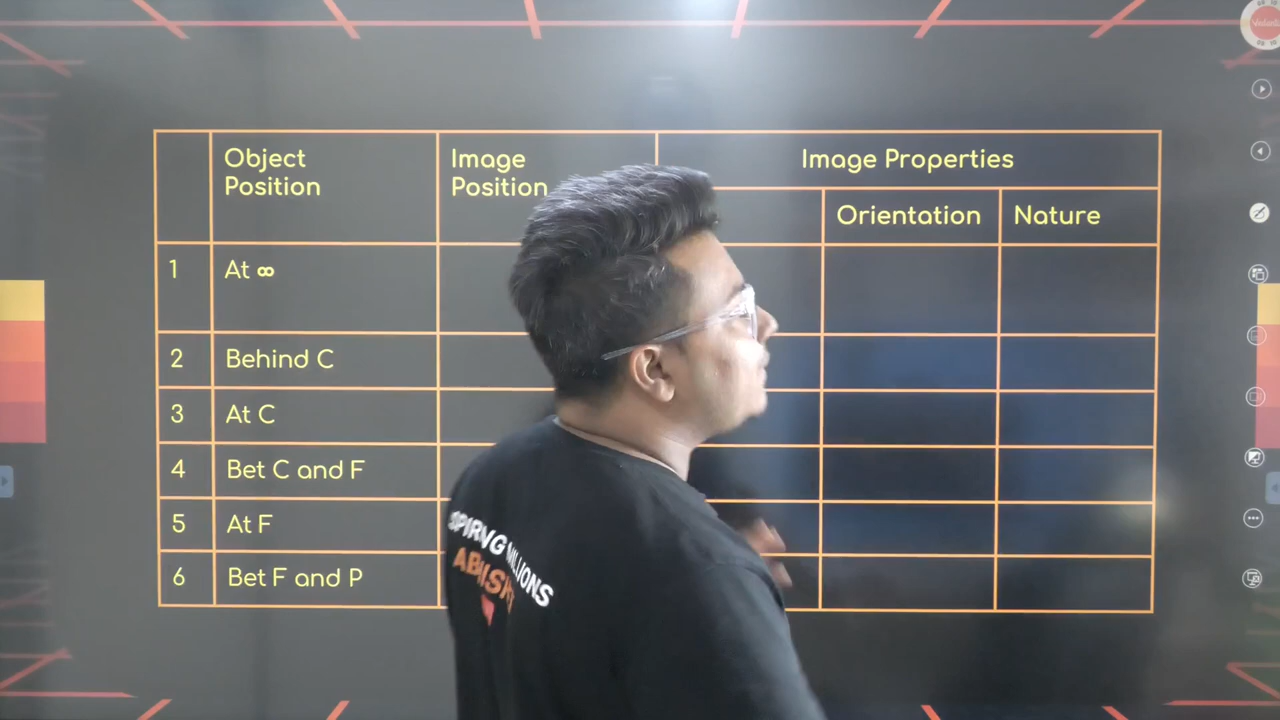 Object
Position
Image
Position
Image Properties
Orientation
Nature
1
At ∞
2
Behind C
3
At C
4
Bet C and F
5
At F
6
Bet F and P
MILLIONS